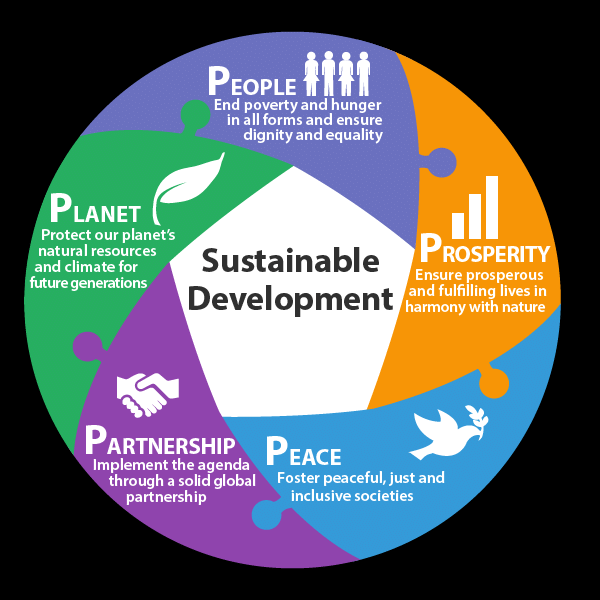 PEOPLE
End poverty and hunger
in all forms and ensure
dignity and equality
PLANET
Protect our planet's
natural resources
and climate for
future generations
Sustainable
Development
PROSPERITY
Ensure prosperous
and fulfilling lives in
harmony with nature
PARTNERSHIP
Implement the agenda
through a solid global
partnership
PEACE
Foster peaceful, just and
inclusive societies